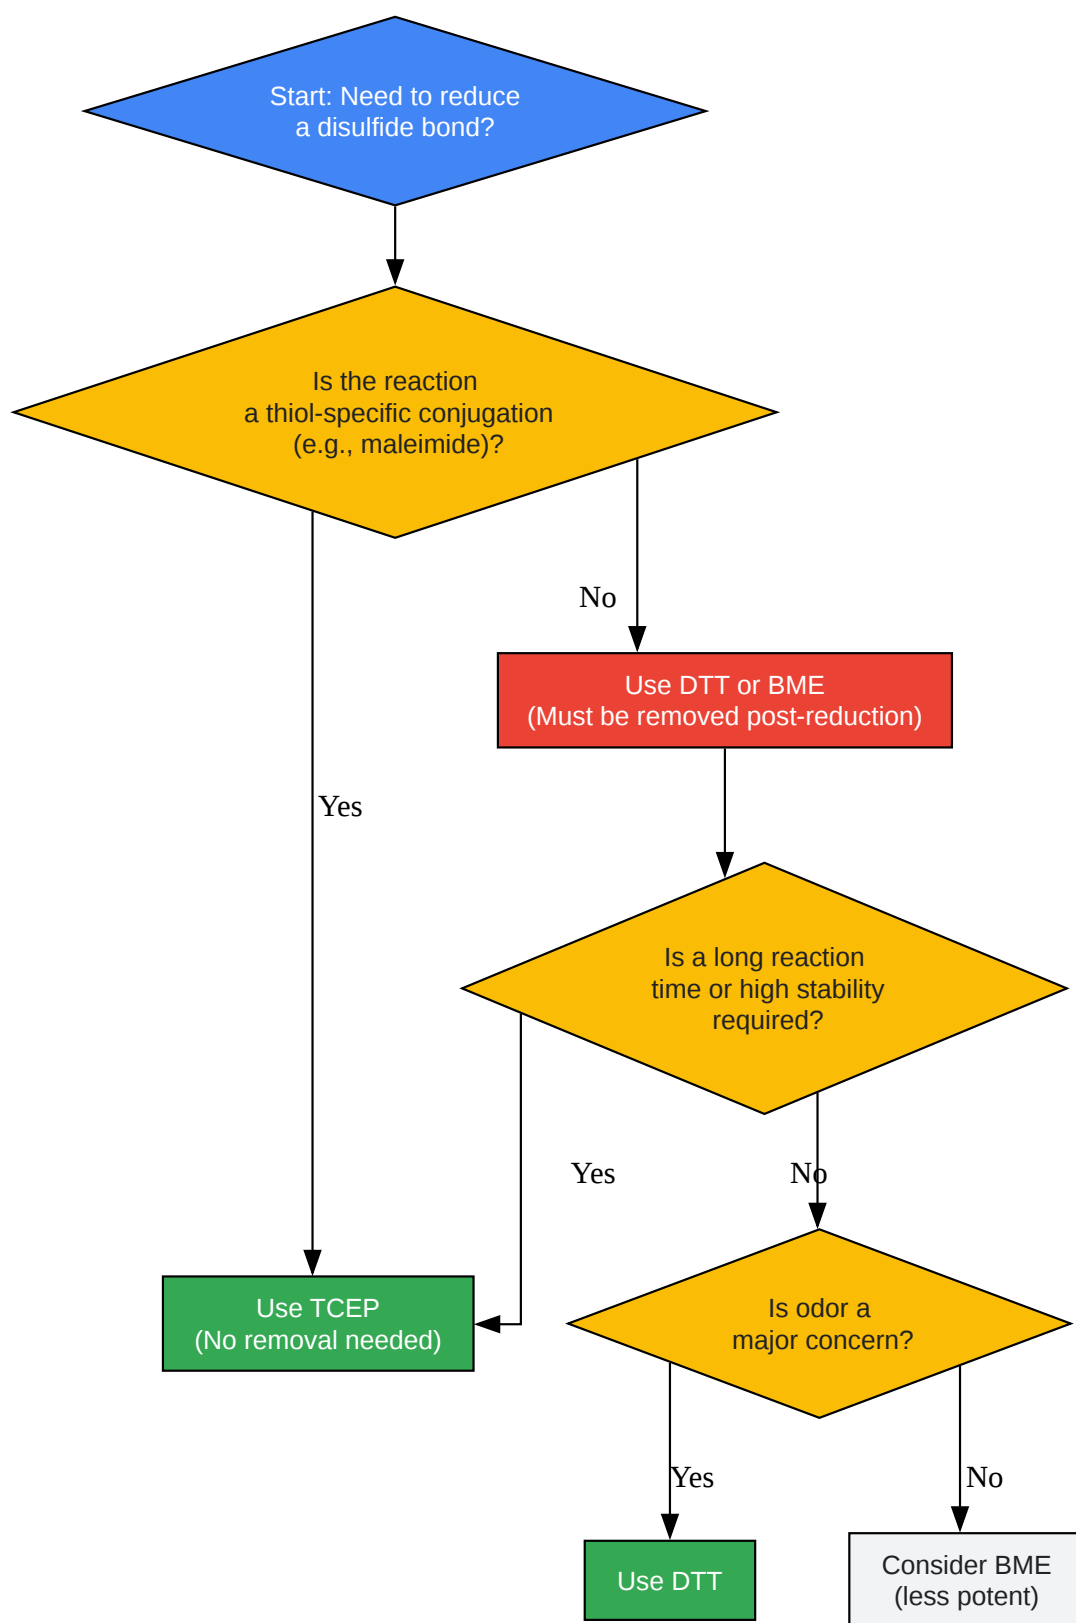 Start: Need to reduce
a disulfide bond?
Is the reaction
a thiol-specific conjugation
(e.g., maleimide)?
No
Use DTT or BME
(Must be removed post-reduction)
Yes
Is a long reaction
time or high stability
required?
Yes
No
Use TCEP
(No removal needed)
Is odor a
major concern?
Yes
No
Use DTT
Consider BME
(less potent)